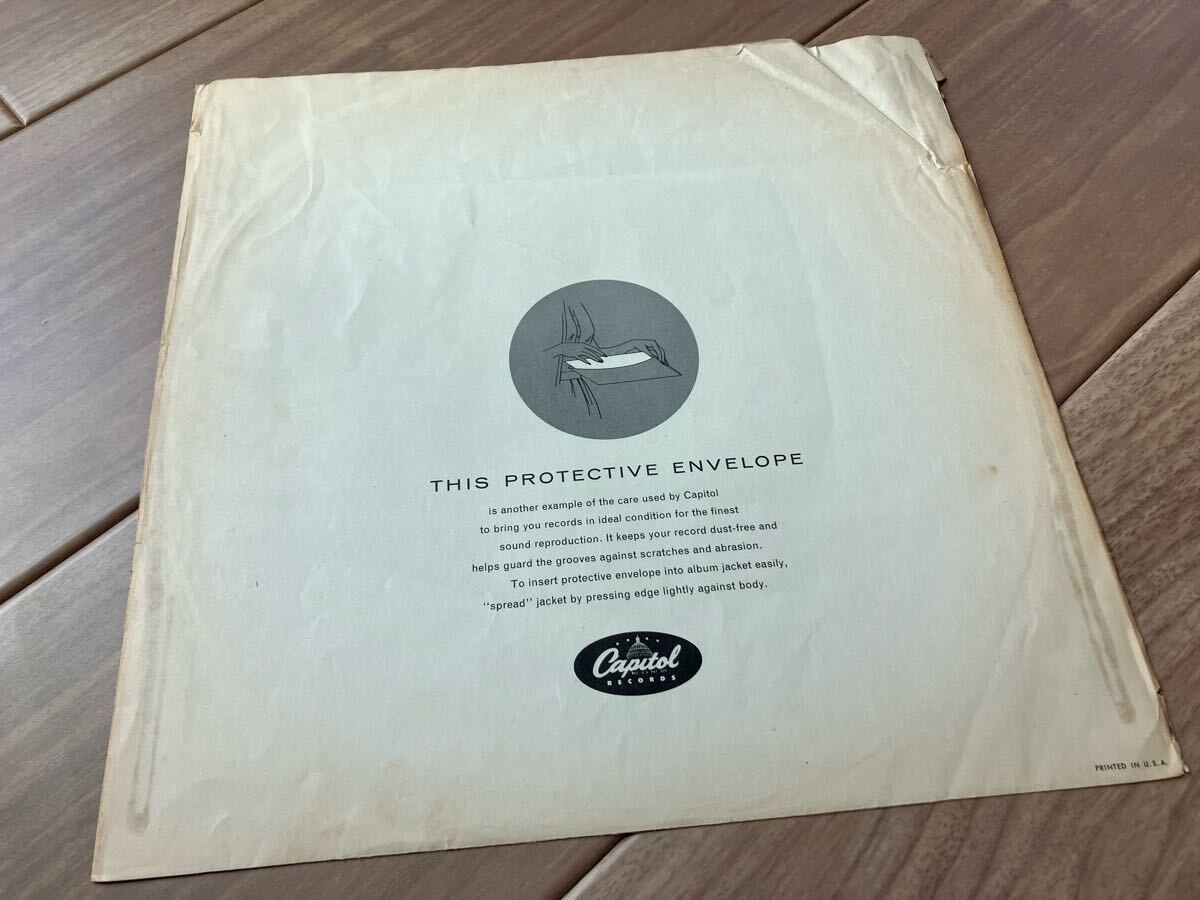 THIS PROTECTIVE ENVELOPE
is another example of the care used by Capitol
to bring you records in ideal condition for the finest
sound reproduction. It keeps your record dust-free and
helps guard the grooves against scratches and abrasion.
To insert protective envelope into album jacket easily,
"spread" jacket by pressing edge lightly against body.
Capitol
RECORDS
PRINTED IN U.S.A.